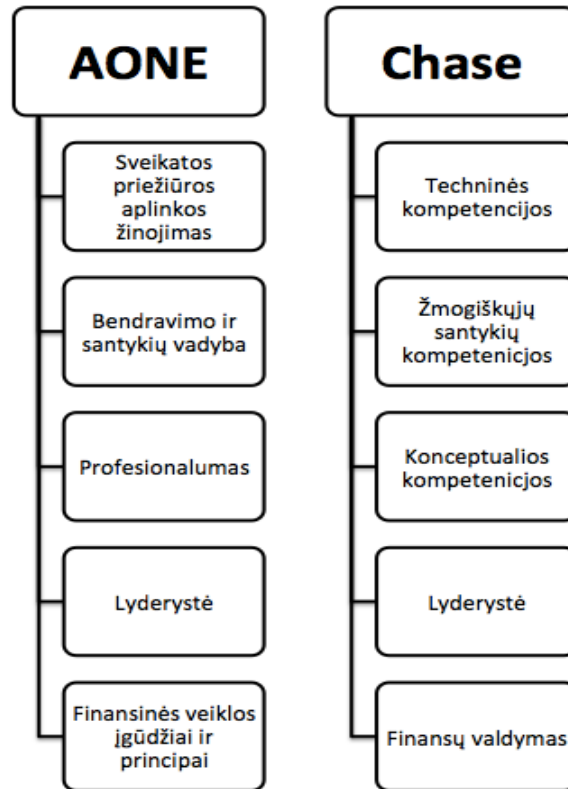 AONE
Sveikatos
priežiūros
aplinkos
žinojimas
Bendravimo ir
santykių vadyba
Profesionalumas
Lyderystė
Finansinės veiklos
įgūdžiai ir
principai
Chase
Techninės
kompetencijos
Žmogiškųjų
santykių
kompetenicjos
Konceptualios
kompetenicjos
Lyderystė
Finansų valdymas